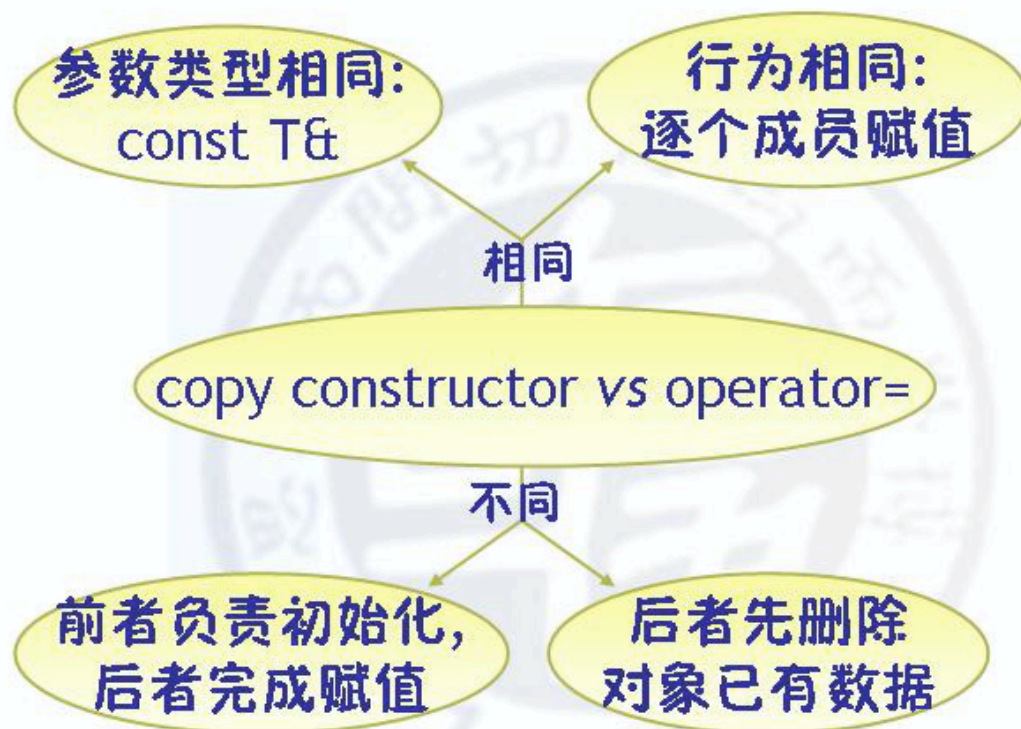 参数类型相同:
const T&
行为相同:
逐个成员赋值
相同
copy constructor vs operator=
不同
前者负责初始化,
后者完成赋值
后者先删除
对象已有数据